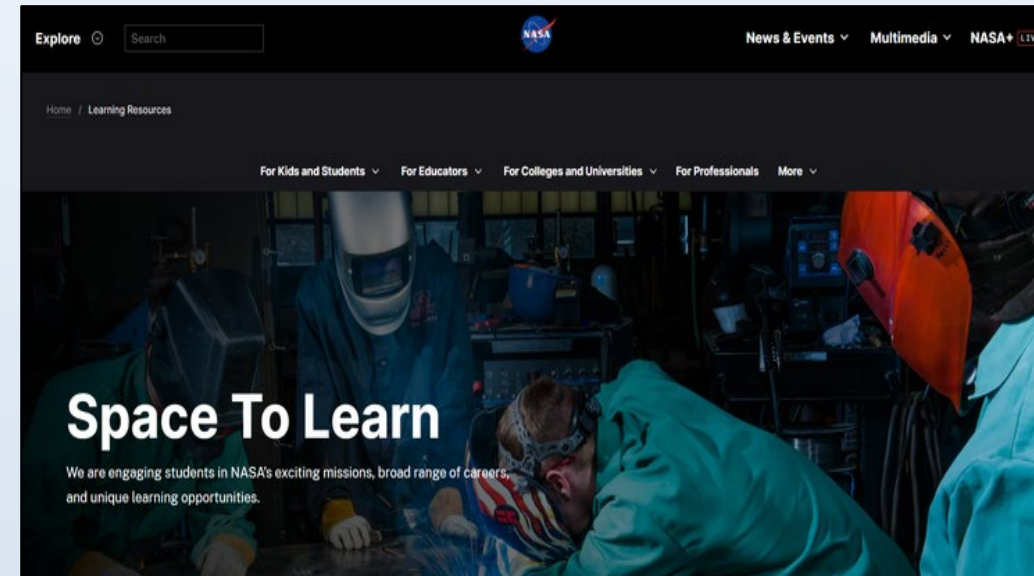 Explore
Search
NASA
News & Events
Multimedia
NASA+
LIV
Home / Learning Resources
For Kids and Students
For Educators
For Colleges and Universities
For Professionals
More
Space To Learn
We are engaging students in NASA's exciting missions, broad range of careers,
and unique learning opportunities.